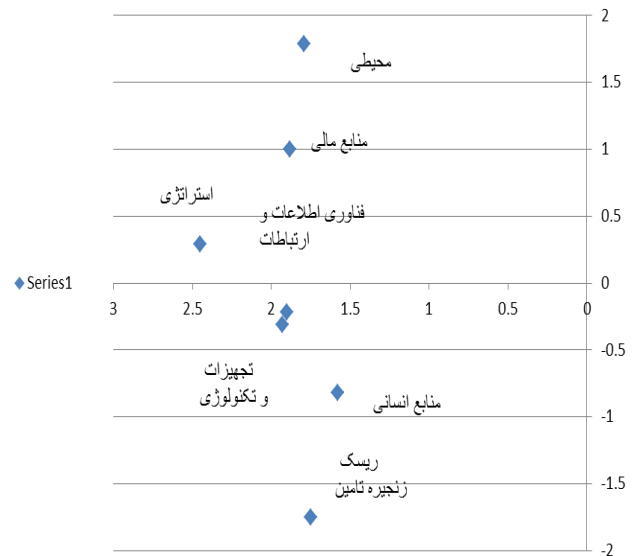 2
محیطی
1.5
منابع مالی
1
استراتژی
فناوری اطلاعات و
ارتباطات
0.5
0
Series1
3 2.5 2 1.5 1 0.5 0
-0.5
تجهیزات
و تکنولوژی
منابع انسانی
-1
ریسک
زنجیره تامین
-1.5
-2